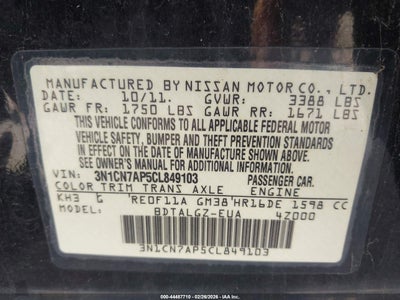 MANUFACTURED BY NISSAN MOTOR CO., LTD.
DATE: 10/11. GVWR: 3388 LBS
GAWR FR: 1750 LBS GAWR RR: 1671 LBS
THIS VEHICLE CONFORMS TO ALL APPLICABLE FEDERAL MOTOR
VEHICLE SAFETY, BUMPER AND THEFT PREVENTION STANDARDS
IN EFFECT ON THE DATE OF MANUFACTURE SHOWN ABOVE.
SEE OWNER'S MANUAL FOR ADDITIONAL INFORMATION.
VIN: 3N1CN7AP5CL849103 PASSENGER CAR.
COLOR TRIM TRANS AXLE ENGINE
KH3 G RE0F11A GM38 HR16DE 1598 CC
MODEL: BDTALGZ-EUA 4Z000
3N1CN7AP5CL849103
ID: 44487710 - 02/26/2026 - IAA Inc.